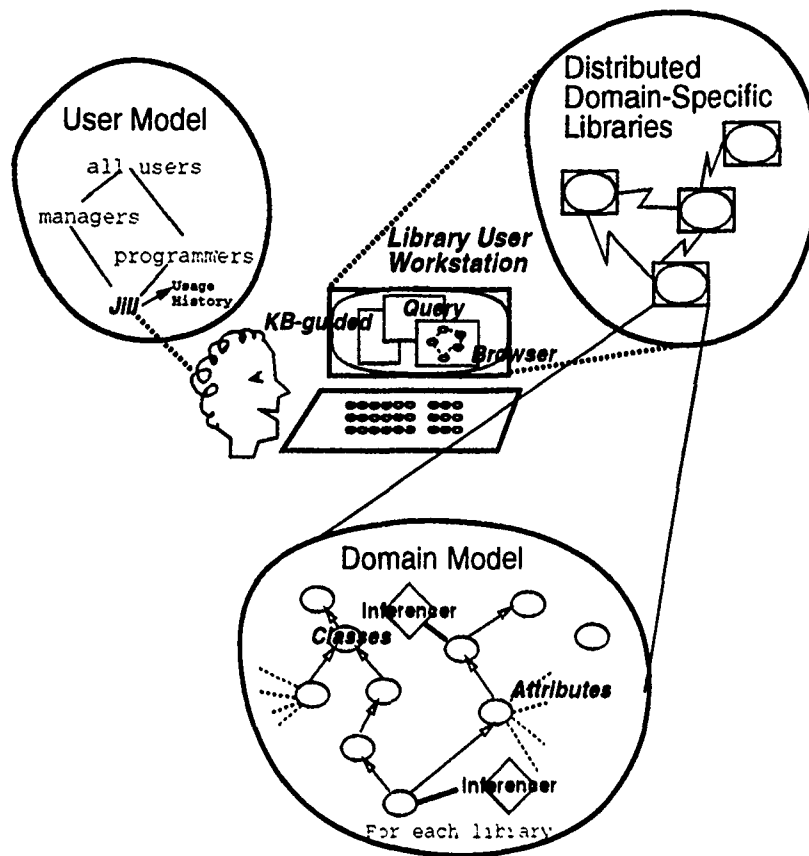 User Model
all users
managers
programmers
Jill
Usage
History
Distributed
Domain-Specific
Libraries
Library User
Workstation
KB-guided
Query
Browser
Domain Model
Inferencer
Classes
Attributes
Inferencer
For each library